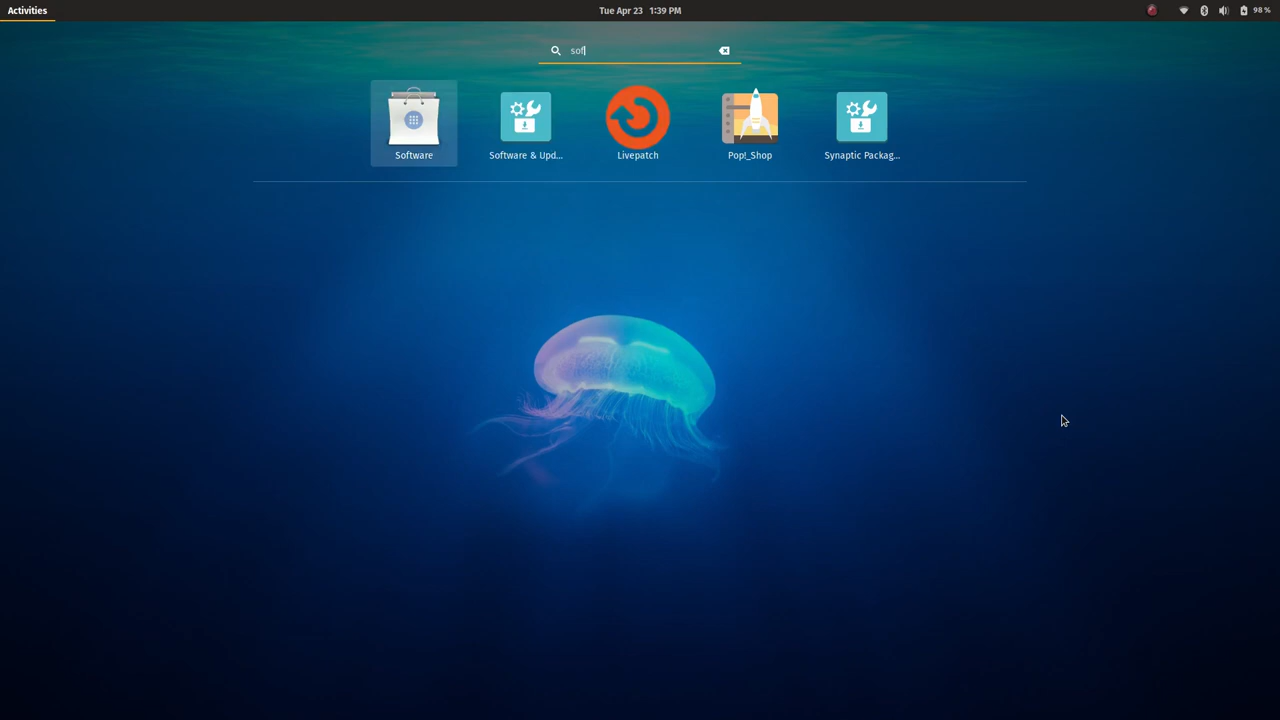 Activities
Tue Apr 23 1:39 PM
98 %
sof
Software
Software & Upd...
Livepatch
Pop!_Shop
Synaptic Packag...